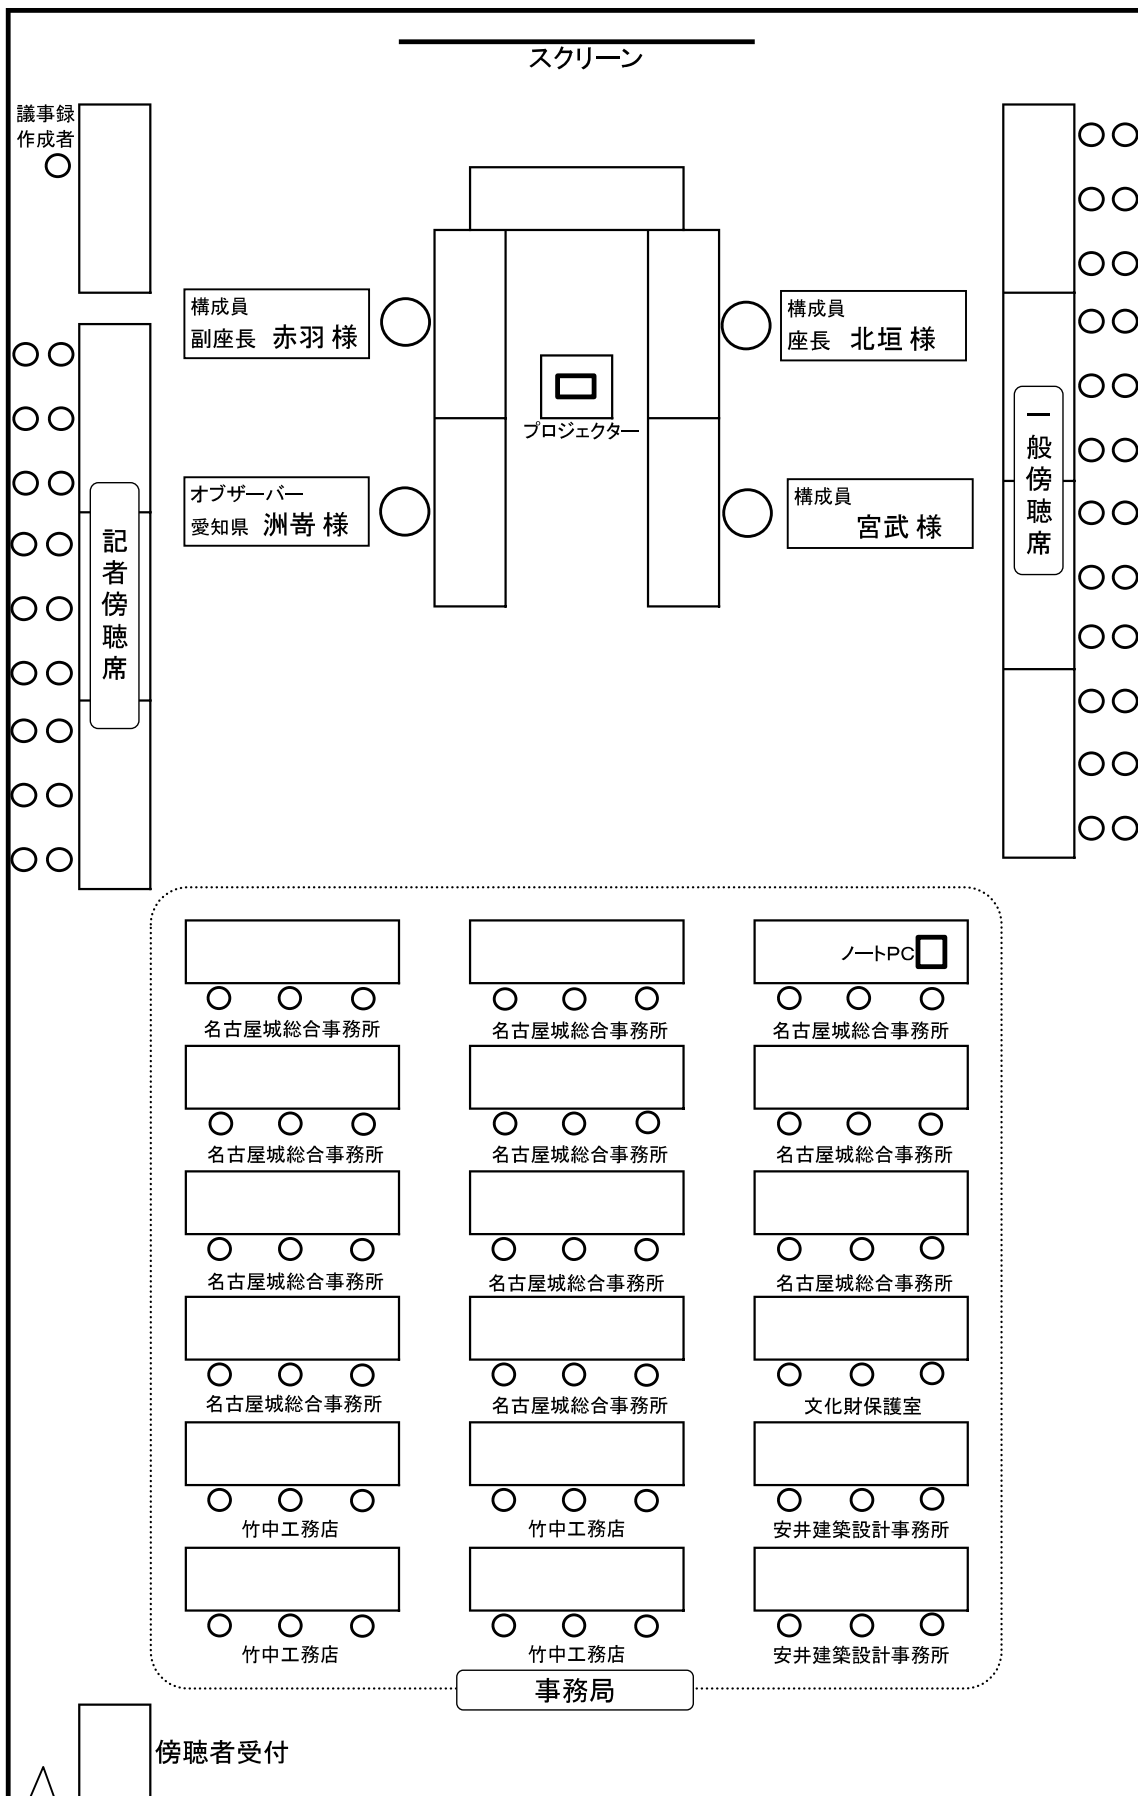 スクリーン
議事録
作成者
構成員
副座長 赤羽 様
構成員
座長 北垣 様
プロジェクター
オブザーバー
愛知県 洲嵜 様
構成員
宮武 様
記者傍聴席
一般傍聴席
ノートPC
名古屋城総合事務所
名古屋城総合事務所
名古屋城総合事務所
名古屋城総合事務所
名古屋城総合事務所
名古屋城総合事務所
名古屋城総合事務所
名古屋城総合事務所
名古屋城総合事務所
名古屋城総合事務所
名古屋城総合事務所
文化財保護室
竹中工務店
竹中工務店
安井建築設計事務所
竹中工務店
竹中工務店
安井建築設計事務所
事務局
傍聴者受付